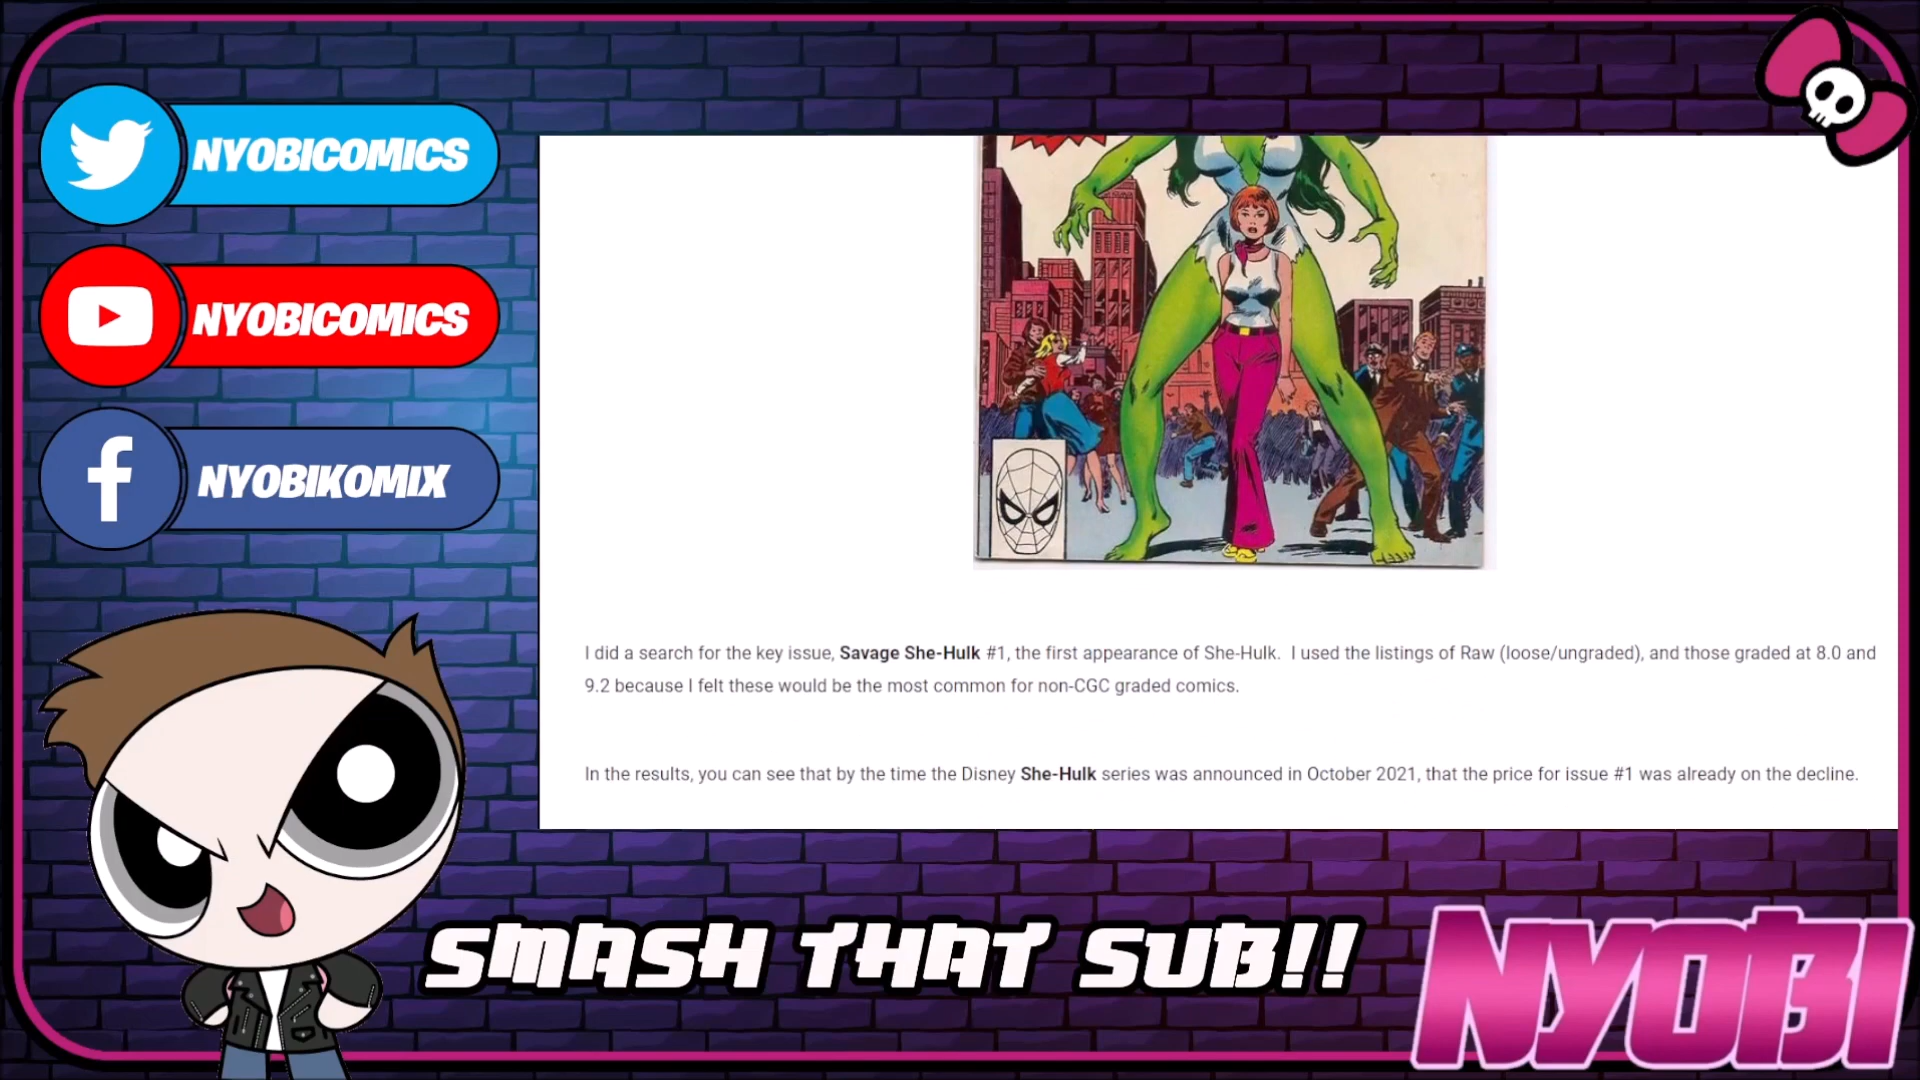 NYOBICOMICS
NYOBICOMICS
NYOBIKOMIX
I did a search for the key issue, Savage She-Hulk #1, the first appearance of She-Hulk.  I used the listings of Raw (loose/ungraded), and those graded at 8.0 and
9.2 because I felt these would be the most common for non-CGC graded comics.
In the results, you can see that by the time the Disney She-Hulk series was announced in October 2021, that the price for issue #1 was already on the decline.
SMASH THAT SUB!!
NYOBI